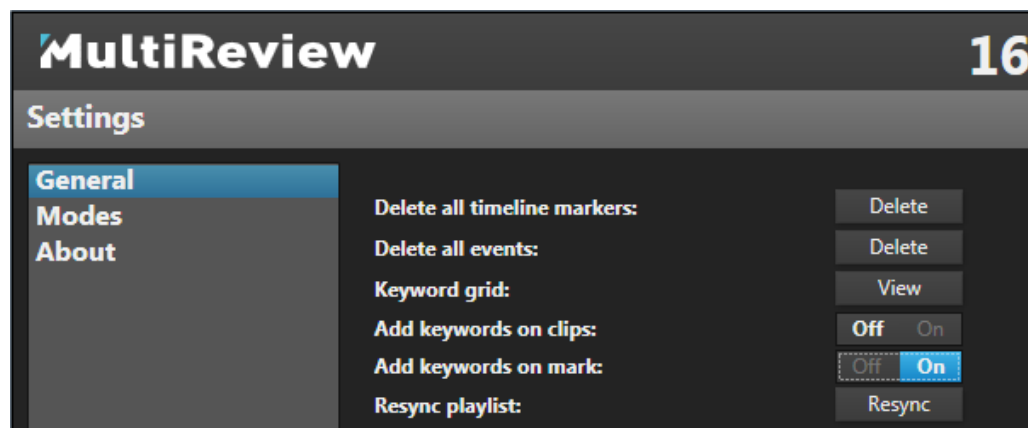 MultiReview
16
Settings
General
Modes
About
Delete all timeline markers: Delete
Delete all events: Delete
Keyword grid: View
Add keywords on clips: Off On
Add keywords on mark: Off On
Resync playlist: Resync